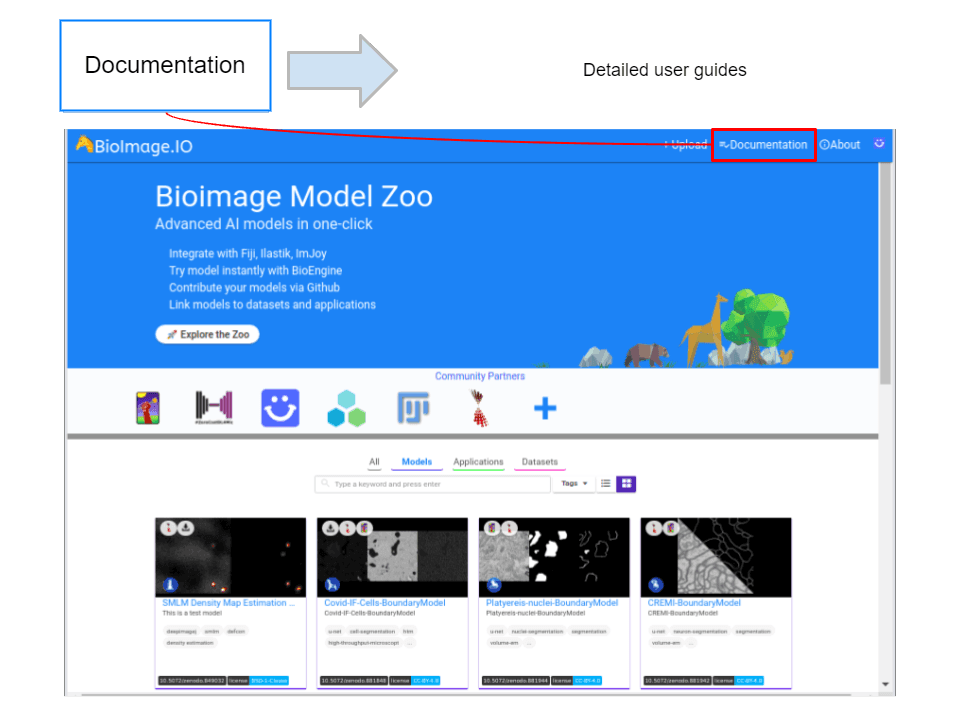 Documentation
Detailed user guides
BioImage.IO
Upload
Documentation
About
Bioimage Model Zoo
Advanced AI models in one-click
Integrate with Fiji, Ilastik, ImJoy
Try model instantly with BioEngine
Contribute your models via Github
Link models to datasets and applications
Explore the Zoo
Community Partners
All Models Applications Datasets
Type a keyword and press enter
Tags
SMLM Density Map Estimation ...
This is a test model
deepimagej smlm defcon
density estimation
10.5072/zenodo.849032 license BSD-2-Clause
Covid-IF-Cells-BoundaryModel
Covid-IF-Cells-BoundaryModel
u-net cell-segmentation htm
high-throughput-microscopi ...
10.5072/zenodo.881848 license CC-BY-4.0
Platyereis-nuclei-BoundaryModel
Platyereis-nuclei-BoundaryModel
u-net nuclei-segmentation segmentation
volume-em ...
10.5072/zenodo.881944 license CC-BY-4.0
CREMI-BoundaryModel
CREMI-BoundaryModel
u-net neuron-segmentation segmentation
volume-em ...
10.5072/zenodo.881942 license CC-BY-4.0